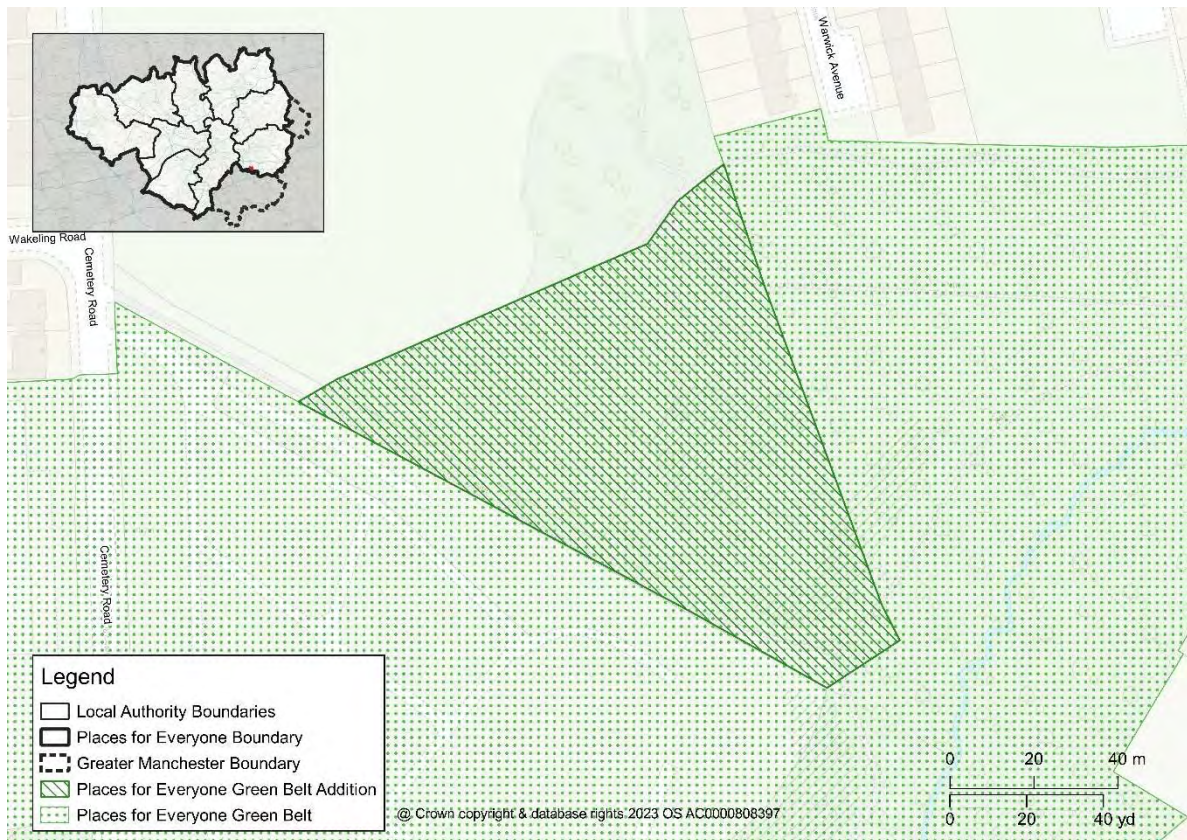 Warwick Avenue
Wakeling Road
Cemetery Road
Cemetery Road
Legend
Local Authority Boundaries
Places for Everyone Boundary
Greater Manchester Boundary
Places for Everyone Green Belt Addition
Places for Everyone Green Belt
@ Crown copyright & database rights 2023 OS AC0000808397
0 20 40 m
0 20 40 yd